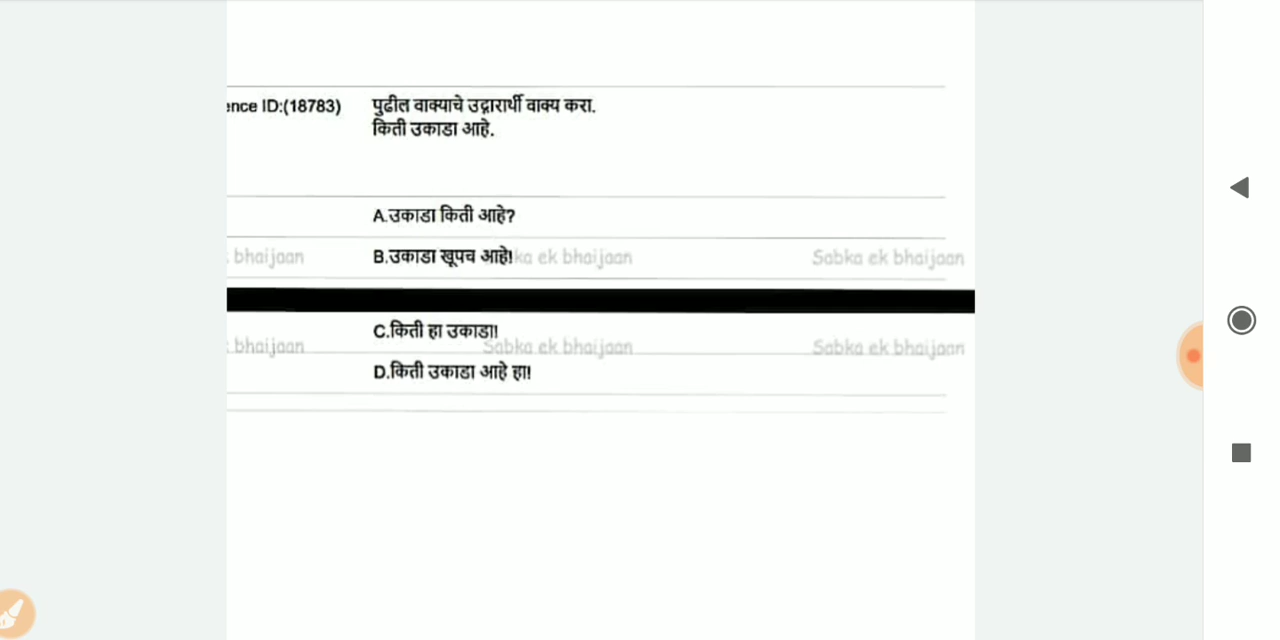 ence ID:(18783) पुढील वाक्याचे उद्गारार्थी वाक्य करा.
किती उकाडा आहे.
A.उकाडा किती आहे?
bhaijaan B.उकाडा खूपच आहे! ka ek bhaijaan Sabka ek bhaijaan
C.किती हा उकाडा!
bhaijaan Sabka ek bhaijaan Sabka ek bhaijaan
D.किती उकाडा आहे हा!